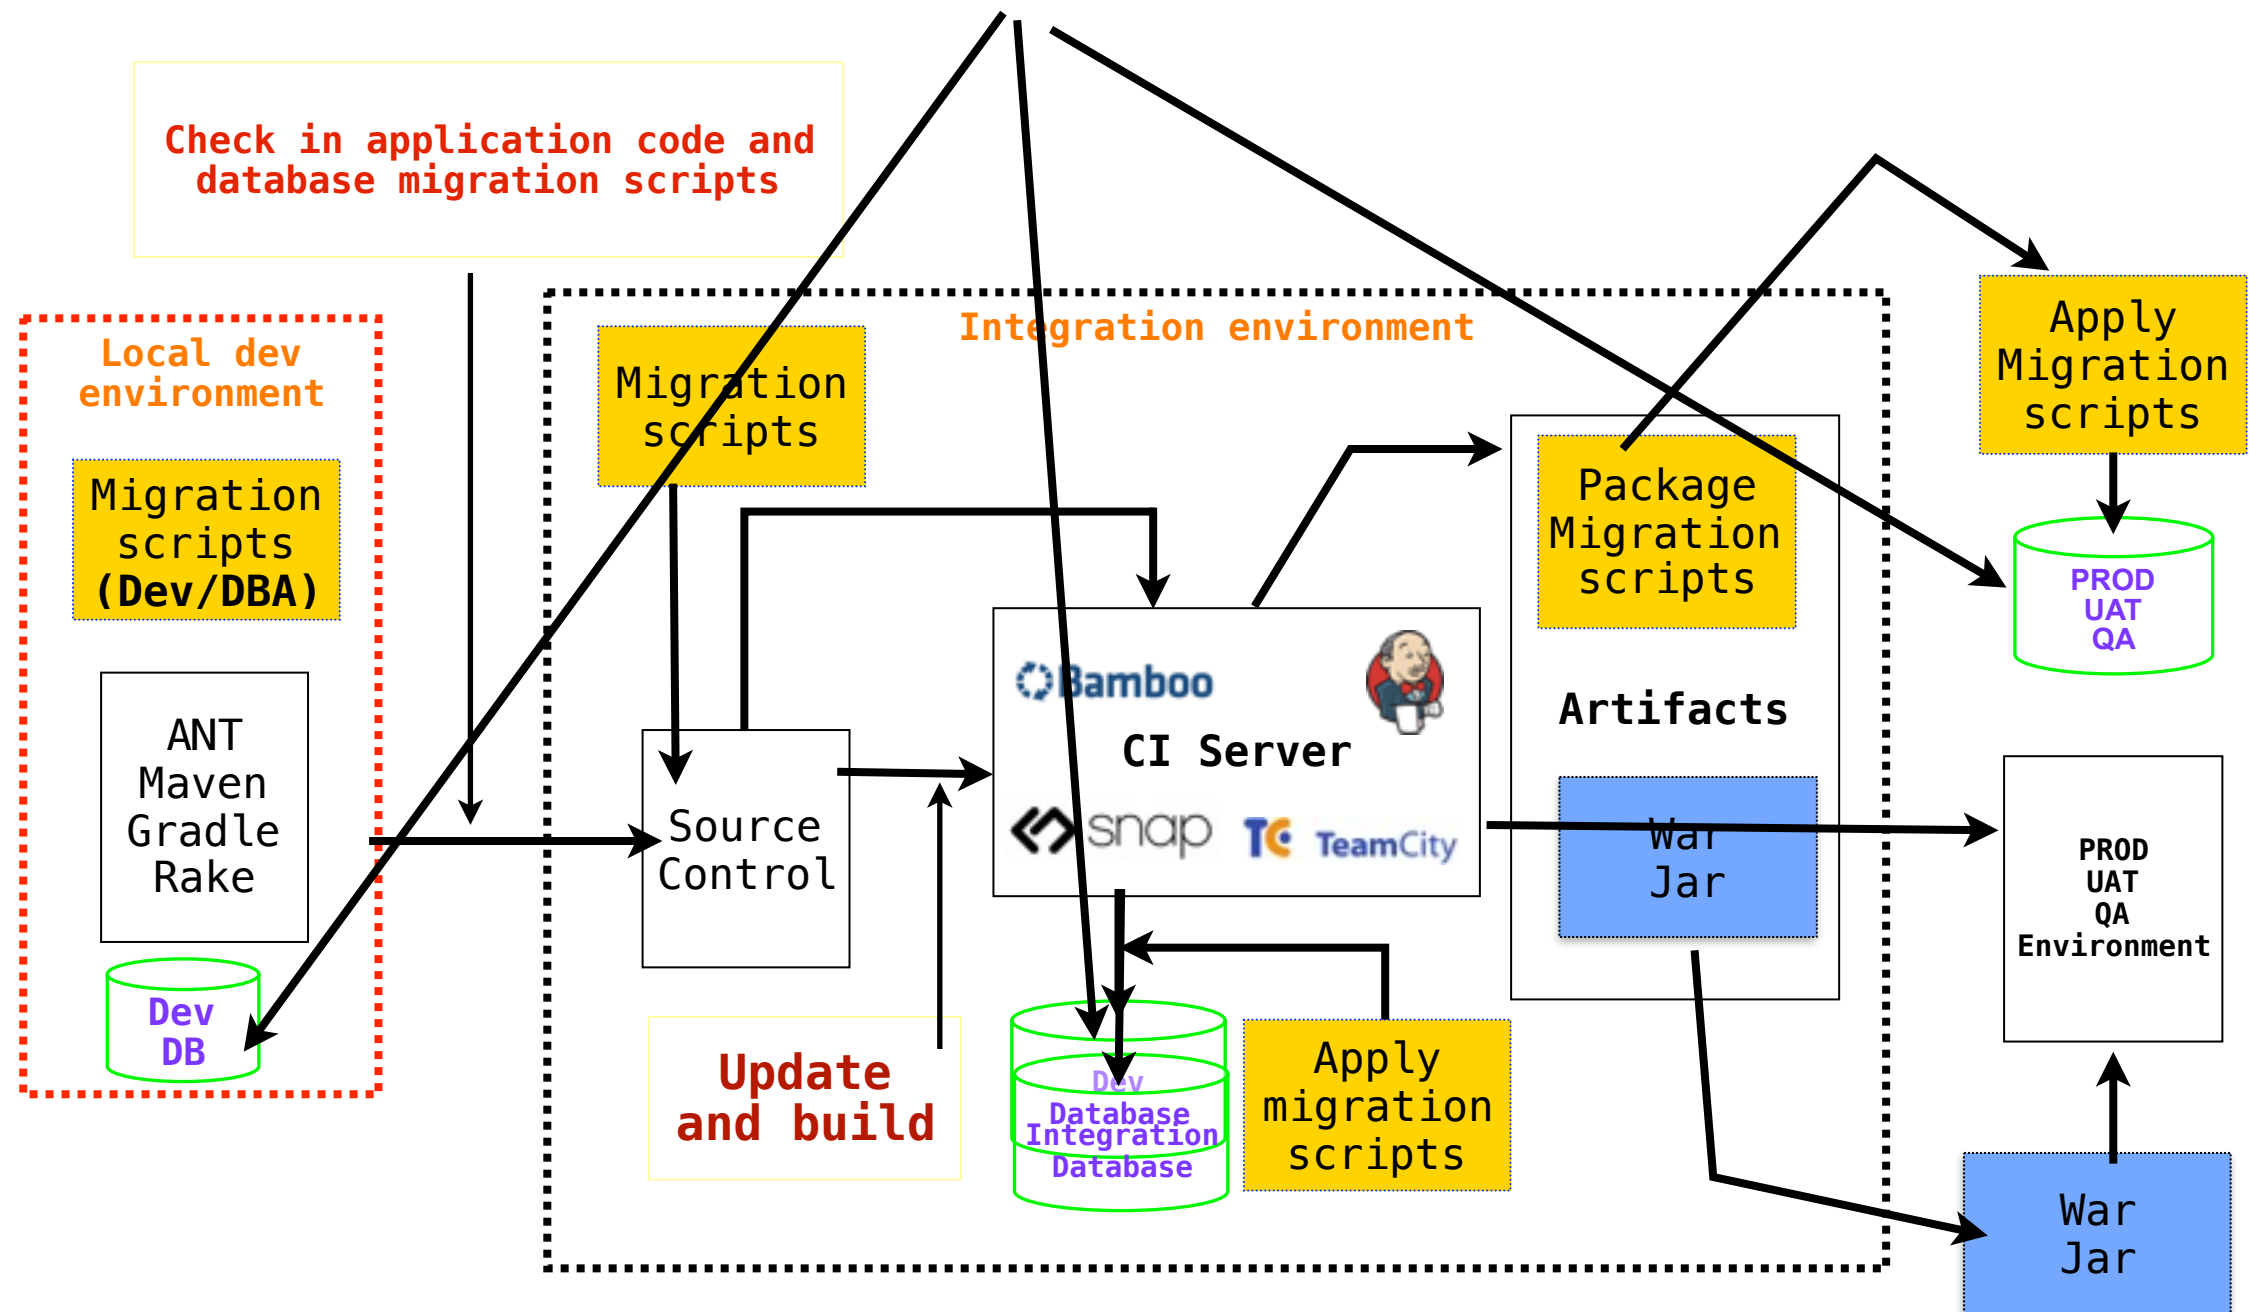 Check in application code and
database migration scripts
Local dev
environment
Migration
scripts
(Dev/DBA)
ANT
Maven
Gradle
Rake
Dev
DB
Integration environment
Migration
scripts
Source
Control
Update
and build
Bamboo
CI Server
snap
TC TeamCity
Dev
Database
Integration
Database
Apply
migration
scripts
Package
Migration
scripts
Artifacts
War
Jar
Apply
Migration
scripts
PROD
UAT
QA
PROD
UAT
QA
Environment
War
Jar